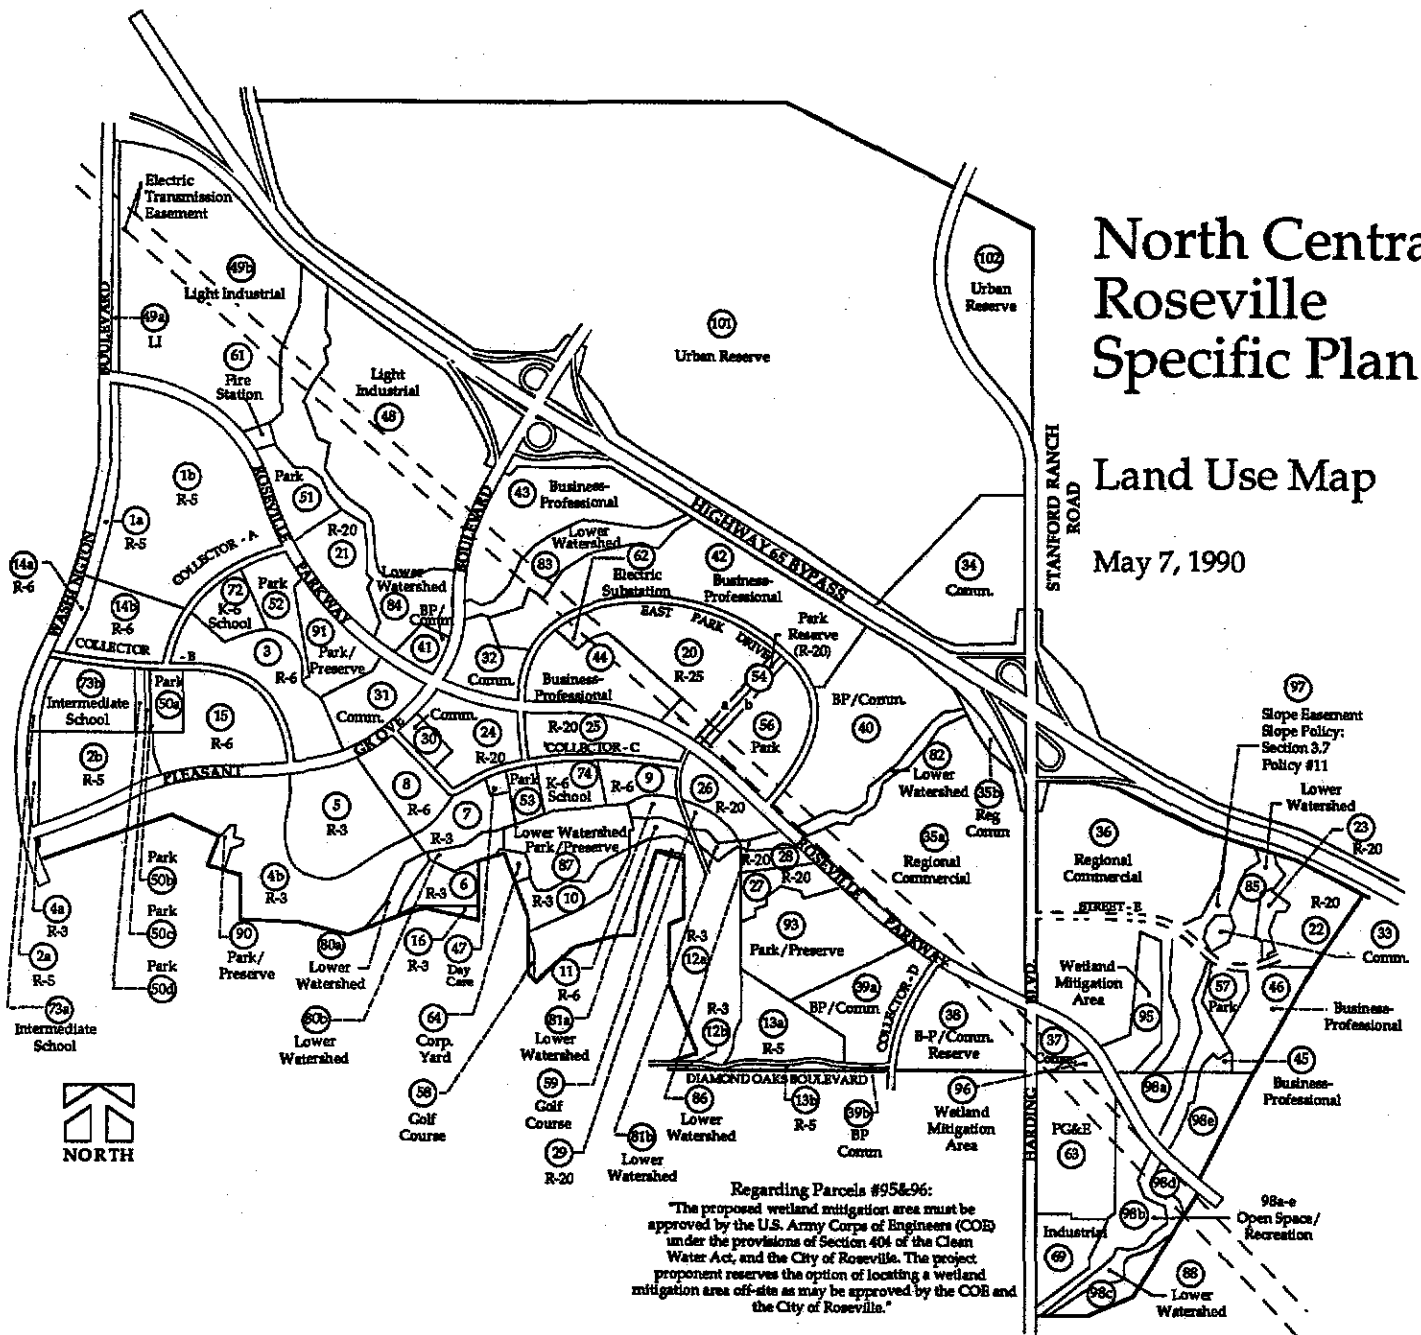 North Centra
Roseville
Specific Plan
Land Use Map
May 7, 1990
Electric
Transmission
Easement
49b
Light Industrial
49a
LI
BOULEVARD
61
Fire
Station
Light
Industrial
48
101
Urban Reserve
102
Urban
Reserve
STANFORD RANCH
ROAD
1b
R-5
1a
R-5
ROSEVILLE
PARKWAY
Park
51
R-20
21
43
Business-
Professional
BOULEVARD
HIGHWAY 65 BYPASS
Lower
Watershed
83
62
Electric
Substation
42
Business-
Professional
34
Comm.
14a
R-6
WASHINGTON
COLLECTOR - A
14b
R-6
COLLECTOR
- B
72
K-6
School
Park
52
91
Park/
Preserve
3
R-6
Lower
Watershed
84
BP/
Comm.
41
32
Comm.
EAST PARK DRIVE
44
Business-
Professional
20
R-25
Park
Reserve
(R-20)
54
a
b
56
Park
BP/Comm.
40
73b
Intermediate
School
Park
50a
15
R-6
31
Comm.
GROVE
Comm.
30
24
R-20
R-20
25
COLLECTOR - C
2b
R-5
PLEASANT
5
R-3
8
R-6
7
R-3
Park
53
K-6
School
74
R-6
9
26
R-20
82
Lower
Watershed
35b
Reg
Comm
97
Slope Easement
Slope Policy:
Section 3.7
Policy #11
Lower
Watershed
23
R-20
35a
Regional
Commercial
36
Regional
Commercial
85
R-20
22
33
Comm.
STREET - E
Lower Watershed
Park/Preserve
87
R-20
28
R-20
27
ROSEVILLE
PARKWAY
4b
R-3
R-3
6
R-3
10
93
Park/Preserve
R-3
12a
Park
50b
Park
50c
Park
50d
4a
R-3
2a
R-5
73a
Intermediate
School
90
Park/
Preserve
80a
Lower
Watershed
80b
Lower
Watershed
16
R-3
47
Day
Care
64
Corp.
Yard
58
Golf
Course
11
R-6
81a
Lower
Watershed
59
Golf
Course
29
R-20
81b
Lower
Watershed
86
Lower
Watershed
R-3
12b
13a
R-5
39a
BP/Comm
COLLECTOR - D
38
B-P/Comm.
Reserve
DIAMOND OAKS BOULEVARD
13b
R-5
39b
BP
Comm
96
Wetland
Mitigation
Area
HARDING
BLVD.
37
Comm.
Wetland
Mitigation
Area
95
57
Park
46
Business-
Professional
45
Business-
Professional
98a
98e
PG&E
63
98d
98b
98a-e
Open Space/
Recreation
Industrial
69
98c
88
Lower
Watershed
NORTH
Regarding Parcels #95&96:
"The proposed wetland mitigation area must be
approved by the U.S. Army Corps of Engineers (COE)
under the provisions of Section 404 of the Clean
Water Act, and the City of Roseville. The project
proponent reserves the option of locating a wetland
mitigation area off-site as may be approved by the COE and
the City of Roseville."